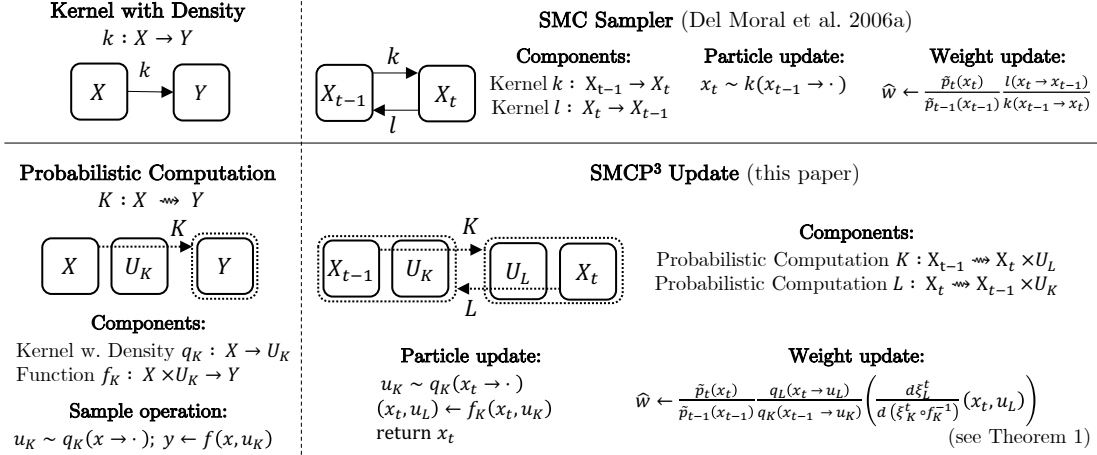 Kernel with Density
k : X → Y
k
X
Y
SMC Sampler (Del Moral et al. 2006a)
k
X_{t−1}
X_t
l
Components:
Kernel k : X_{t−1} → X_t
Kernel l : X_t → X_{t−1}
Particle update:
x_t ~ k(x_{t−1} → · )
Weight update:
ŵ ← \frac{p̃_t(x_t)}{p̃_{t−1}(x_{t−1})} \frac{l(x_t → x_{t−1})}{k(x_{t−1} → x_t)}
Probabilistic Computation
K : X ⇝ Y
K
X
U_K
Y
Components:
Kernel w. Density q_K : X → U_K
Function f_K : X × U_K → Y
Sample operation:
u_K ~ q_K(x → · ); y ← f(x, u_K)
SMCP³ Update (this paper)
K
X_{t−1}
U_K
U_L
X_t
L
Components:
Probabilistic Computation K : X_{t−1} ⇝ X_t × U_L
Probabilistic Computation L : X_t ⇝ X_{t−1} × U_K
Particle update:
u_K ~ q_K(x_t → · )
(x_t, u_L) ← f_K(x_t, u_K)
return x_t
Weight update:
ŵ ← \frac{p̃_t(x_t)}{p̃_{t−1}(x_{t−1})} \frac{q_L(x_t → u_L)}{q_K(x_{t−1} → u_K)} ( \frac{dξ_L^t}{d (ξ_K^t ∘ f_K^{−1})} (x_t, u_L) )
(see Theorem 1)